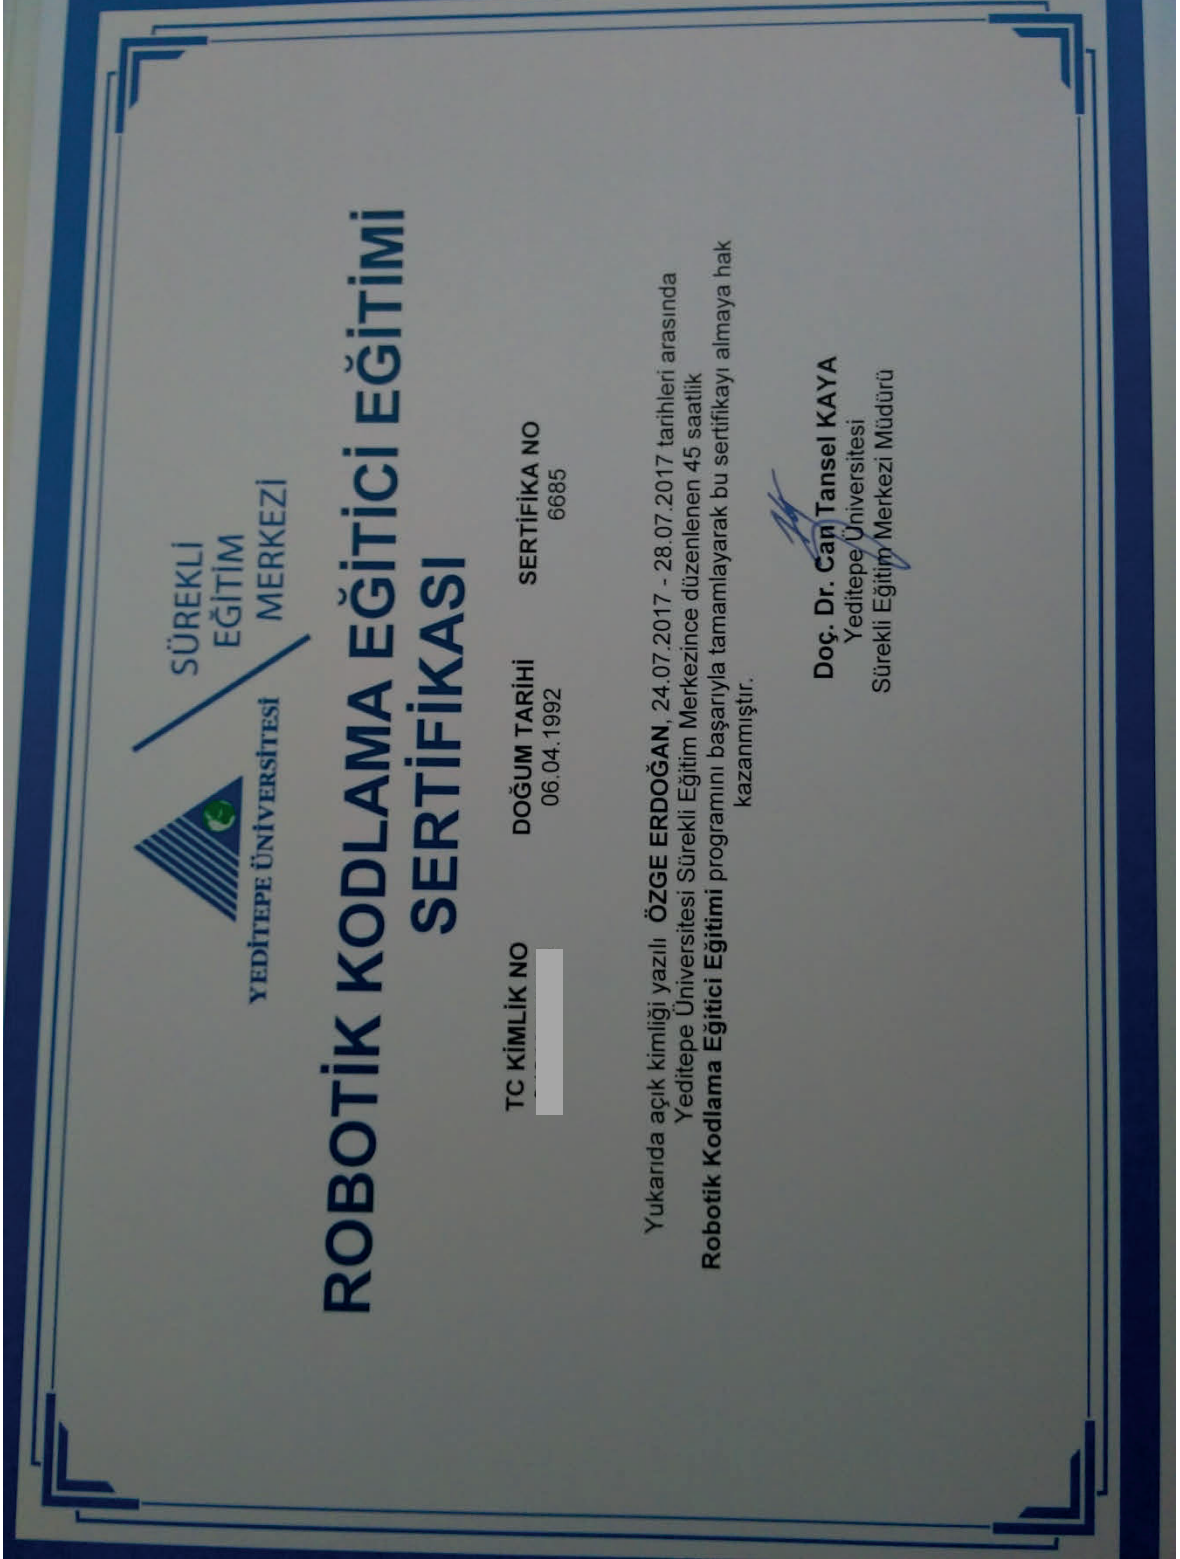 YEDİTEPE ÜNİVERSİTESİ
SÜREKLİ
EĞİTİM
MERKEZİ
ROBOTİK KODLAMA EĞİTİCİ EĞİTİMİ
SERTİFİKASI
TC KİMLİK NO
DOĞUM TARİHİ
06.04.1992
SERTİFİKA NO
6685
Yukarıda açık kimliği yazılı ÖZGE ERDOĞAN, 24.07.2017 - 28.07.2017 tarihleri arasında
Yeditepe Üniversitesi Sürekli Eğitim Merkezince düzenlenen 45 saatlik
Robotik Kodlama Eğitici Eğitimi programını başarıyla tamamlayarak bu sertifikayı almaya hak
kazanmıştır.
Doç. Dr. Can Tansel KAYA
Yeditepe Üniversitesi
Sürekli Eğitim Merkezi Müdürü